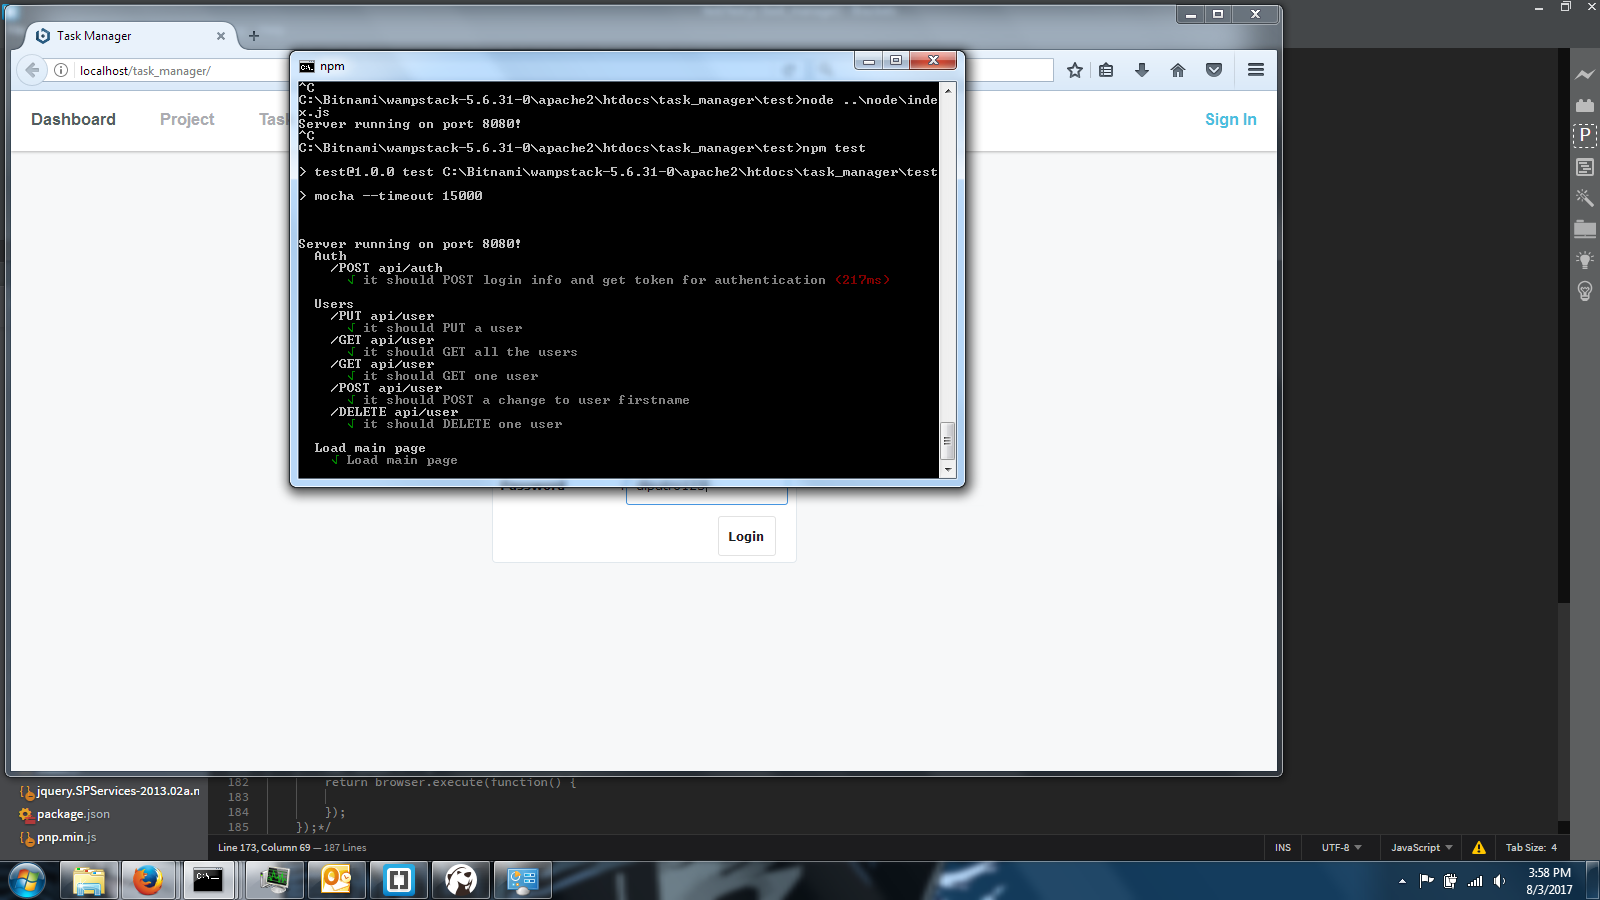 Task Manager
localhost/task_manager/
Dashboard Project Task
Sign In
npm
^C
C:\Bitnami\wampstack-5.6.31-0\apache2\htdocs\task_manager\test>node ..\node\inde
x.js
Server running on port 8080!
^C
C:\Bitnami\wampstack-5.6.31-0\apache2\htdocs\task_manager\test>npm test
> test@1.0.0 test C:\Bitnami\wampstack-5.6.31-0\apache2\htdocs\task_manager\test
> mocha --timeout 15000
Server running on port 8080!
Auth
/POST api/auth
√ it should POST login info and get token for authentication (217ms)
Users
/PUT api/user
√ it should PUT a user
/GET api/user
√ it should GET all the users
/GET api/user
√ it should GET one user
/POST api/user
√ it should POST a change to user firstname
/DELETE api/user
√ it should DELETE one user
Load main page
√ Load main page
Password
Login
182 return browser.execute(function() {
183
184 });
185 });*/
jquery.SPServices-2013.02a.n
package.json
pnp.min.js
Line 173, Column 69 — 187 Lines
INS UTF-8 JavaScript Tab Size: 4
3:58 PM
8/3/2017